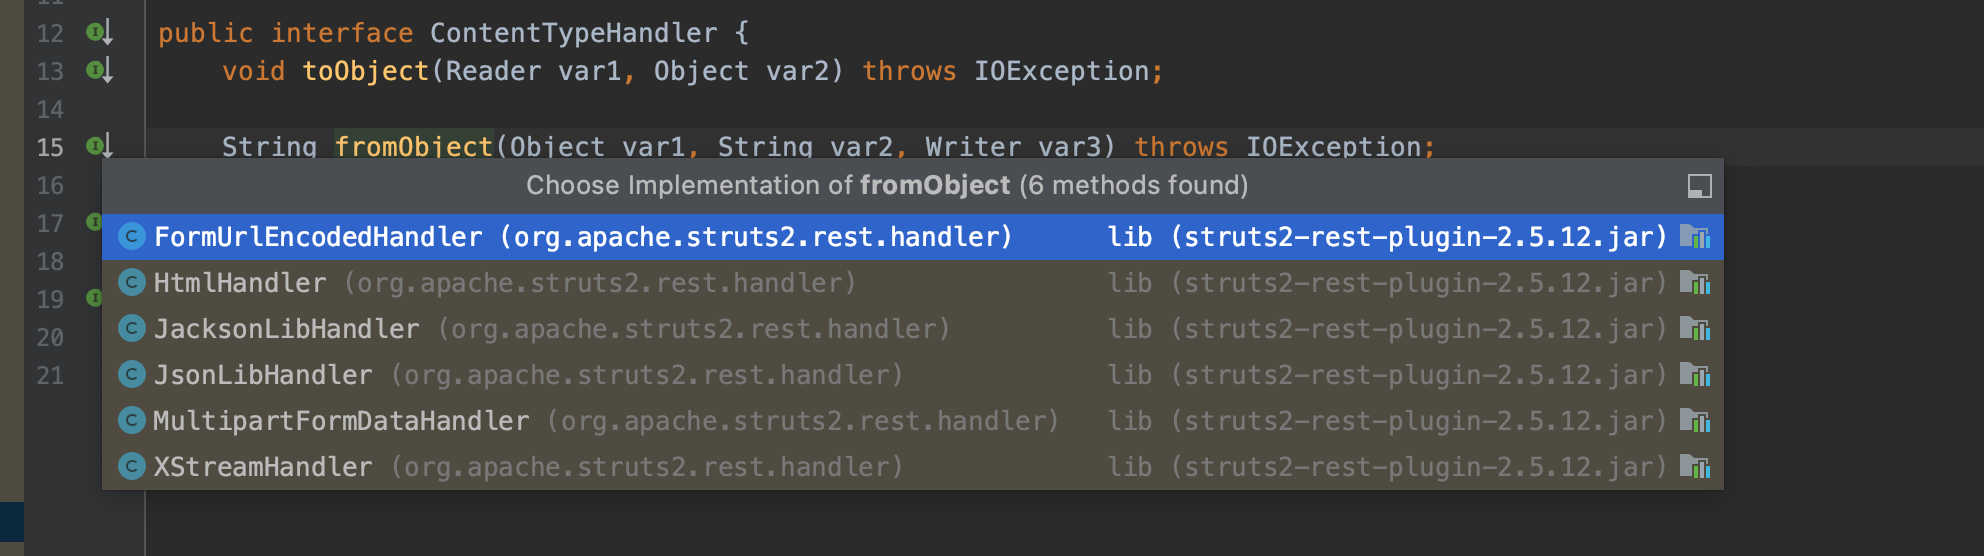 11
12 public interface ContentTypeHandler {
13 void toObject(Reader var1, Object var2) throws IOException;
14
15 String fromObject(Object var1, String var2, Writer var3) throws IOException;
16 Choose Implementation of fromObject (6 methods found)
17 FormUrlEncodedHandler (org.apache.struts2.rest.handler) lib (struts2-rest-plugin-2.5.12.jar)
18 HtmlHandler (org.apache.struts2.rest.handler) lib (struts2-rest-plugin-2.5.12.jar)
19 JacksonLibHandler (org.apache.struts2.rest.handler) lib (struts2-rest-plugin-2.5.12.jar)
20
21 JsonLibHandler (org.apache.struts2.rest.handler) lib (struts2-rest-plugin-2.5.12.jar)
MultipartFormDataHandler (org.apache.struts2.rest.handler) lib (struts2-rest-plugin-2.5.12.jar)
XStreamHandler (org.apache.struts2.rest.handler) lib (struts2-rest-plugin-2.5.12.jar)